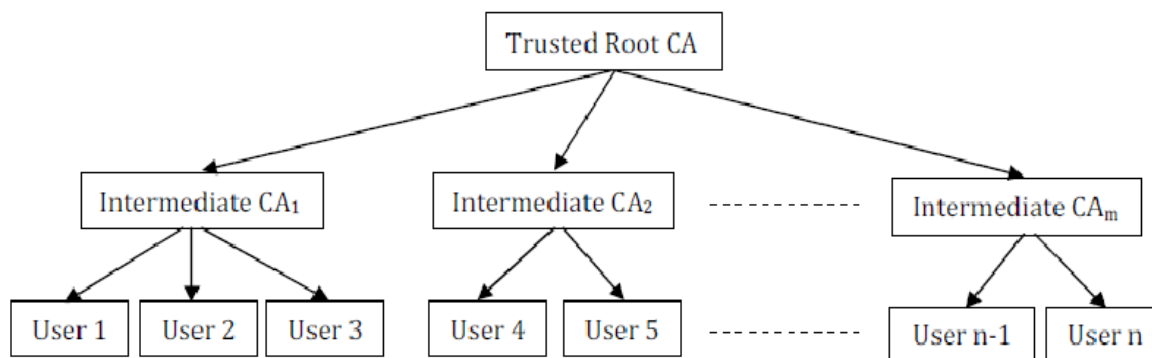 Trusted Root CA
Intermediate CA₁
Intermediate CA₂
Intermediate CAₘ
User 1
User 2
User 3
User 4
User 5
User n-1
User n